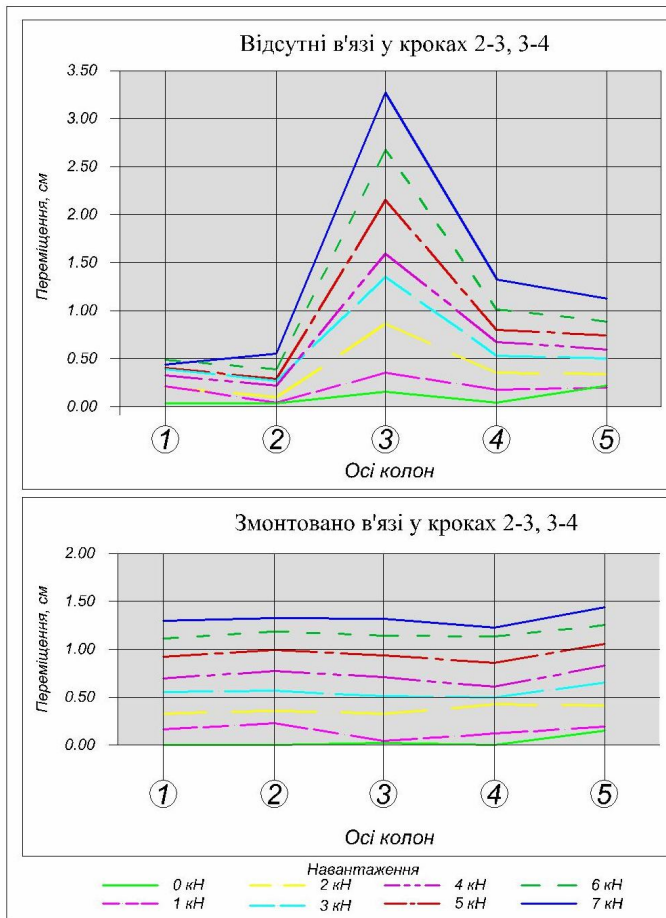 Відсутні в'язі у кроках 2-3, 3-4
Переміщення, см
3.50
3.00
2.50
2.00
1.50
1.00
0.50
0.00
1 2 3 4 5
Осі колон
Змонтовано в'язі у кроках 2-3, 3-4
Переміщення, см
2.00
1.50
1.00
0.50
0.00
1 2 3 4 5
Осі колон
Навантаження
0 кН 2 кН 4 кН 6 кН
1 кН 3 кН 5 кН 7 кН